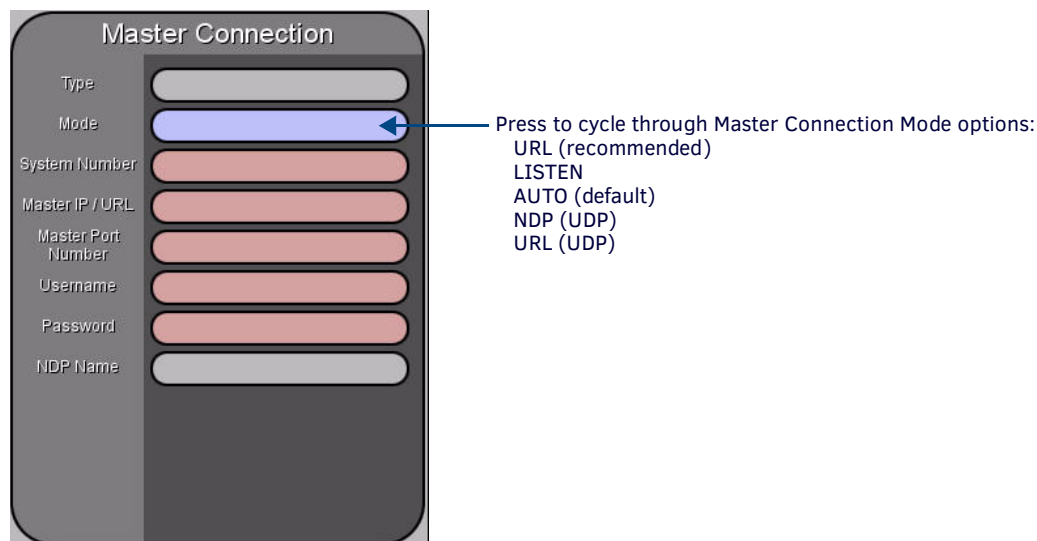 Master Connection
Type
Mode
Press to cycle through Master Connection Mode options:
URL (recommended)
LISTEN
AUTO (default)
NDP (UDP)
URL (UDP)
System Number
Master IP / URL
Master Port
Number
Username
Password
NDP Name